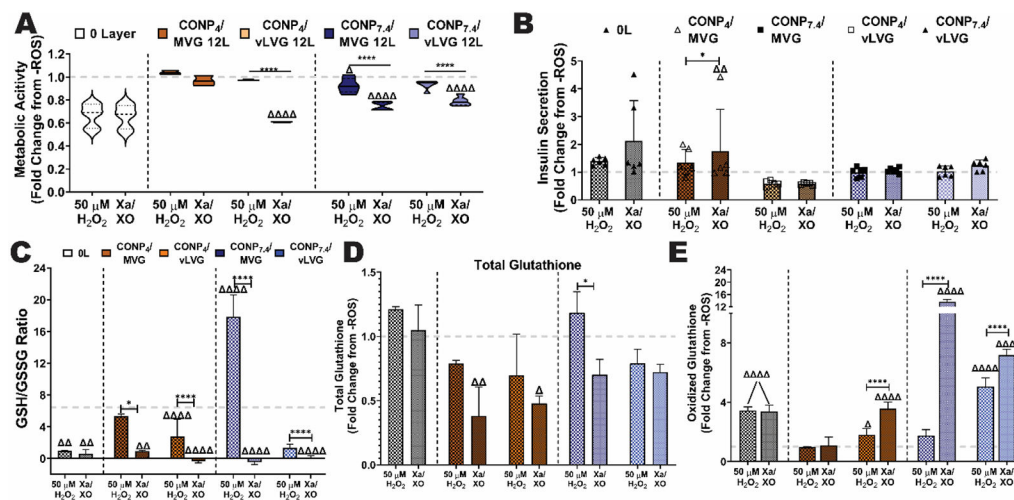 A
0 Layer
CONP4/
MVG 12L
CONP4/
vLVG 12L
CONP7.4/
MVG 12L
CONP7.4/
vLVG 12L
Metabolic Acitivty
(Fold Change from -ROS)
1.2
1.0
0.8
0.6
0.4
0.2
0.0
****
ΔΔΔΔ
Δ
****
ΔΔΔΔ
****
ΔΔΔΔ
50 µM
H2O2
Xa/
XO
50 µM
H2O2
Xa/
XO
50 µM
H2O2
Xa/
XO
50 µM
H2O2
Xa/
XO
50 µM
H2O2
Xa/
XO
B
0L
CONP4/
MVG
CONP7.4/
MVG
CONP4/
vLVG
CONP7.4/
vLVG
Insulin Secretion
(Fold Change from -ROS)
5
4
3
2
1
0
*
50 µM
H2O2
Xa/
XO
50 µM
H2O2
Xa/
XO
50 µM
H2O2
Xa/
XO
50 µM
H2O2
Xa/
XO
50 µM
H2O2
Xa/
XO
C
0L
CONP4/
MVG
CONP4/
vLVG
CONP7.4/
MVG
CONP7.4/
vLVG
GSH/GSSG Ratio
24
20
16
12
8
4
0
ΔΔ ΔΔ
*
ΔΔ
****
ΔΔΔΔ
ΔΔΔΔ
****
ΔΔΔΔ
ΔΔΔΔ
****
ΔΔΔΔ
50 µM
H2O2
Xa/
XO
50 µM
H2O2
Xa/
XO
50 µM
H2O2
Xa/
XO
50 µM
H2O2
Xa/
XO
50 µM
H2O2
Xa/
XO
D
Total Glutathione
Total Glutathione
(Fold Change from -ROS)
1.5
1.0
0.5
0.0
ΔΔ
Δ
*
50 µM
H2O2
Xa/
XO
50 µM
H2O2
Xa/
XO
50 µM
H2O2
Xa/
XO
50 µM
H2O2
Xa/
XO
50 µM
H2O2
Xa/
XO
E
Oxidized Glutathione
(Fold Change from -ROS)
24
20
16
12
8
6
4
2
0
ΔΔΔΔ
Δ
****
ΔΔΔΔ
****
ΔΔΔΔ
ΔΔΔΔ
****
ΔΔΔ
50 µM
H2O2
Xa/
XO
50 µM
H2O2
Xa/
XO
50 µM
H2O2
Xa/
XO
50 µM
H2O2
Xa/
XO
50 µM
H2O2
Xa/
XO